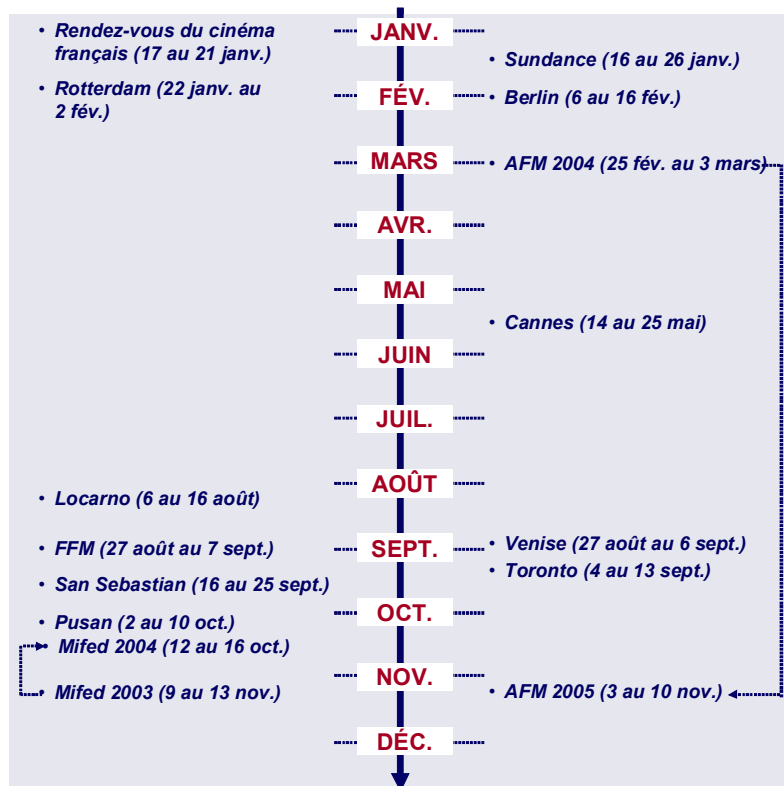 JANV.
• Rendez-vous du cinéma
français (17 au 21 janv.)
• Sundance (16 au 26 janv.)
• Rotterdam (22 janv. au
2 fév.)
FÉV.
• Berlin (6 au 16 fév.)
MARS
• AFM 2004 (25 fév. au 3 mars)
AVR.
MAI
• Cannes (14 au 25 mai)
JUIN
JUIL.
AOÛT
• Locarno (6 au 16 août)
• FFM (27 août au 7 sept.)
SEPT.
• Venise (27 août au 6 sept.)
• Toronto (4 au 13 sept.)
• San Sebastian (16 au 25 sept.)
OCT.
• Pusan (2 au 10 oct.)
• Mifed 2004 (12 au 16 oct.)
NOV.
• Mifed 2003 (9 au 13 nov.)
• AFM 2005 (3 au 10 nov.)
DÉC.